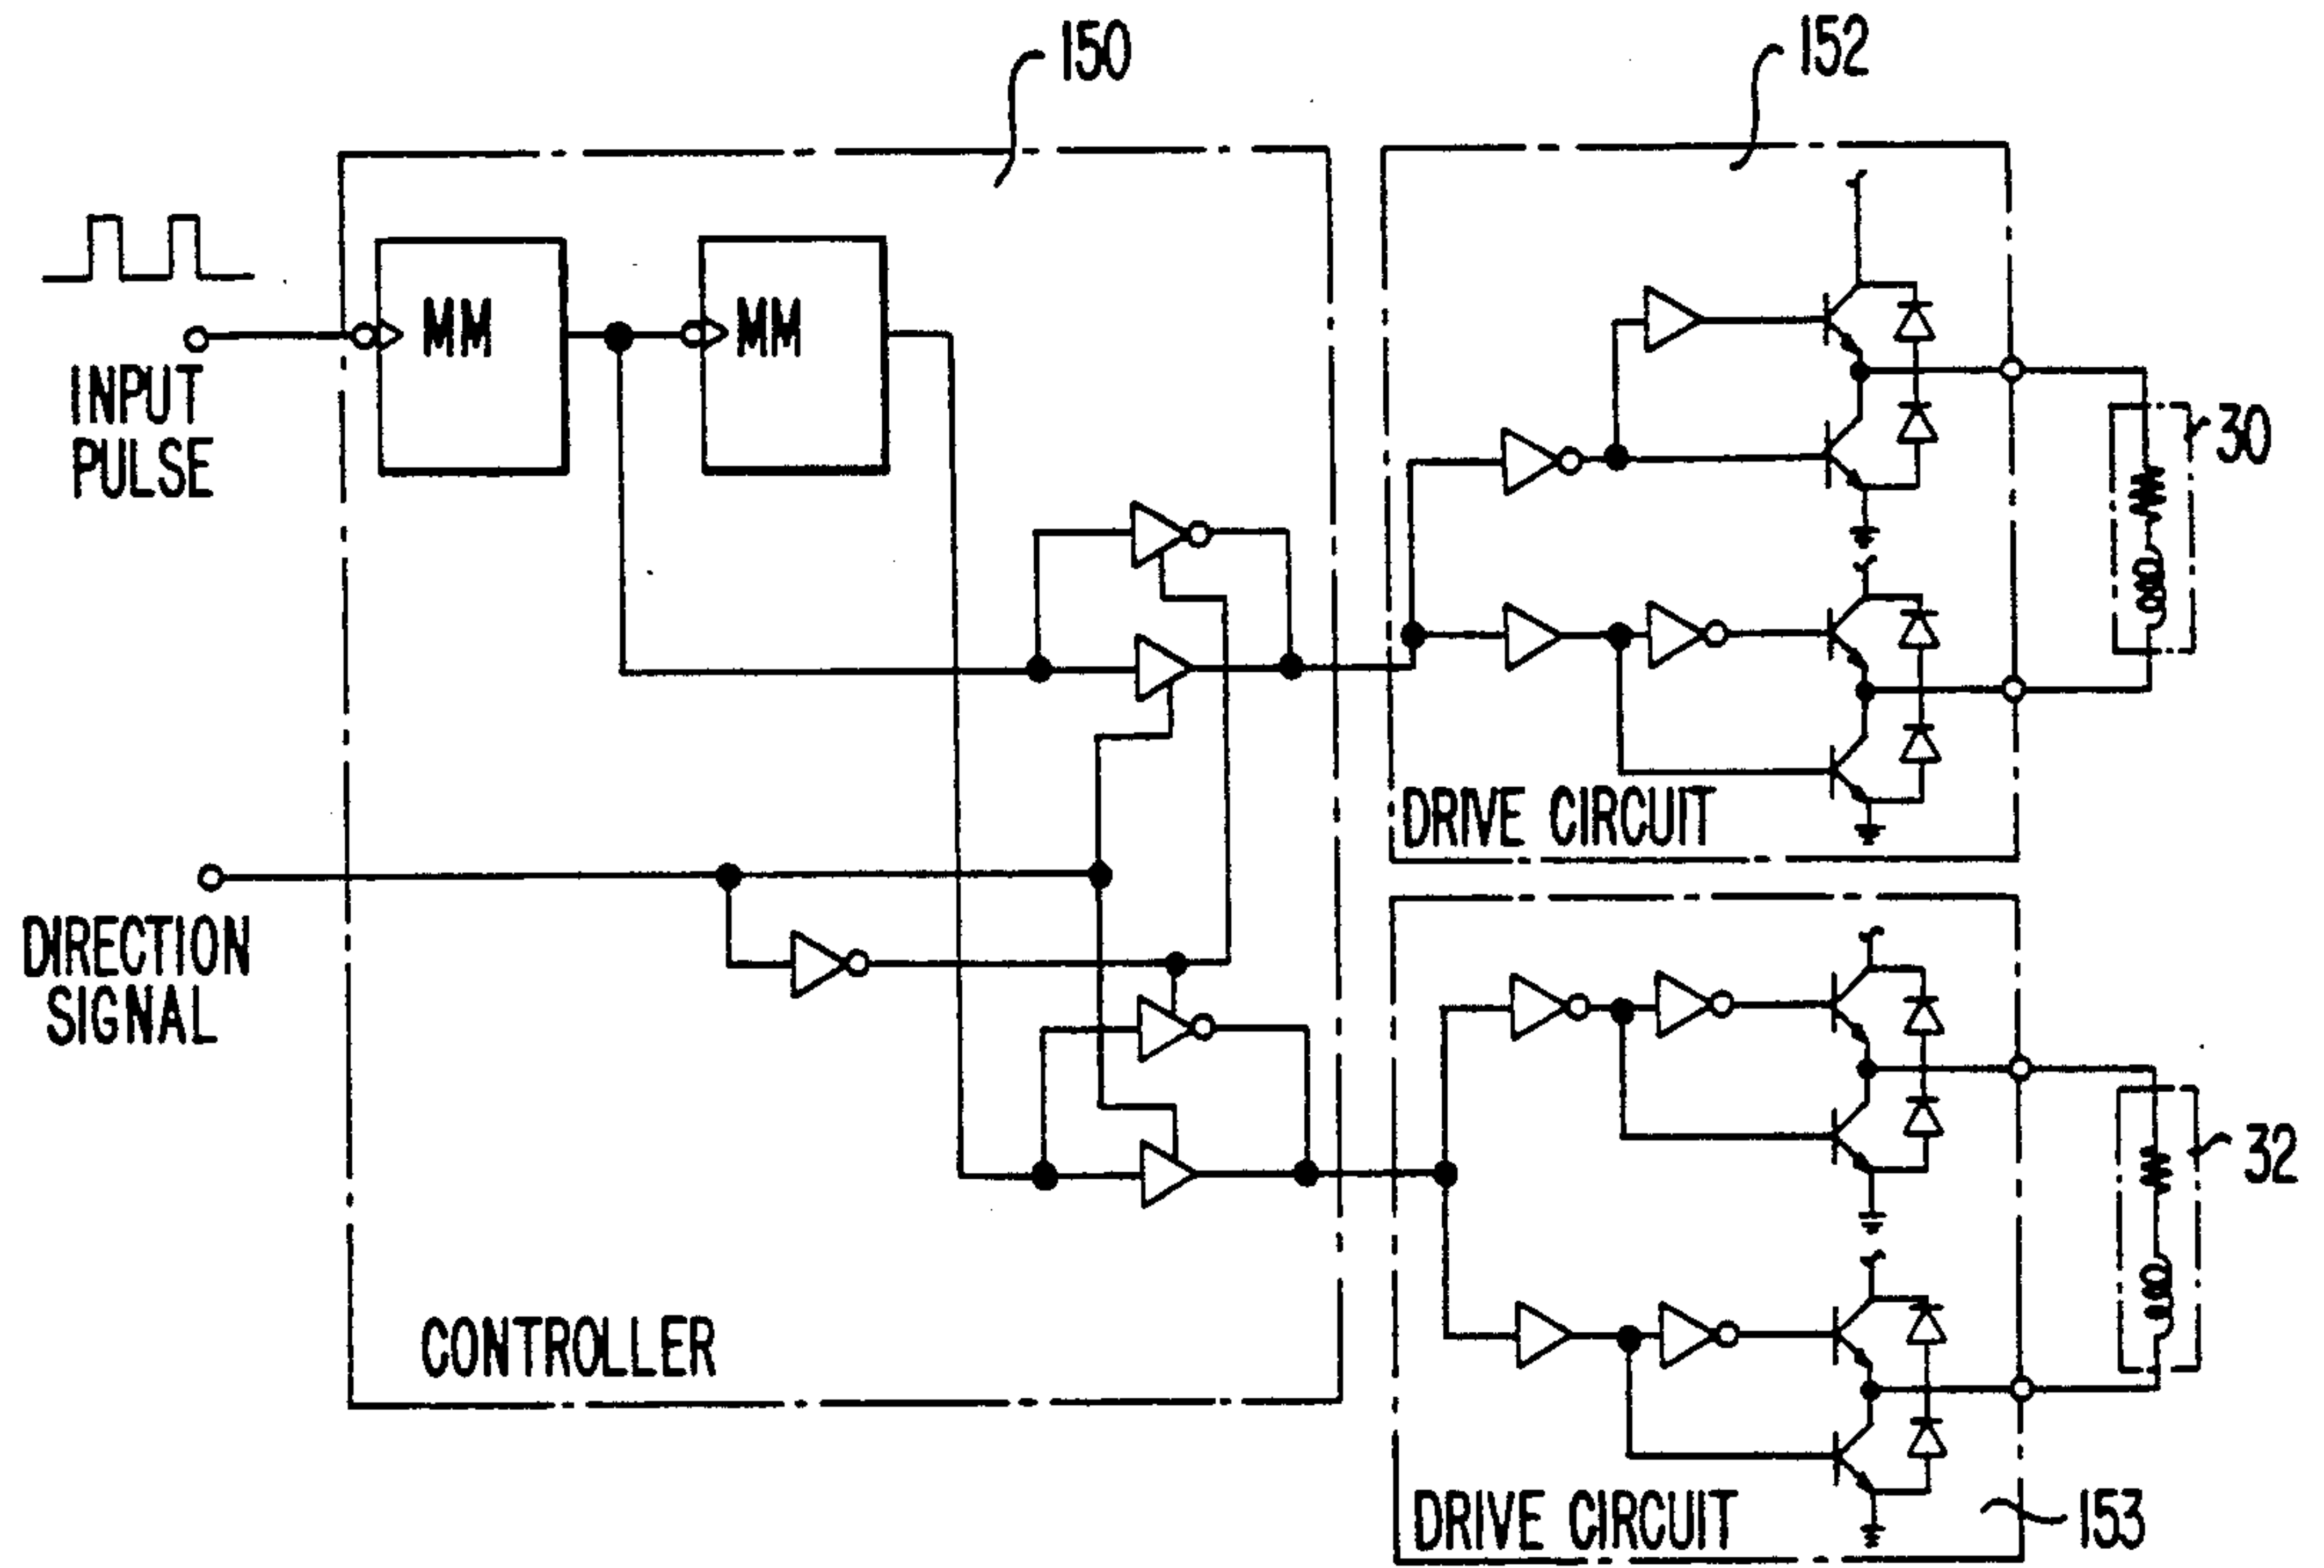 150
152
MM
MM
INPUT
PULSE
30
DRIVE CIRCUIT
DIRECTION
SIGNAL
32
CONTROLLER
DRIVE CIRCUIT
153